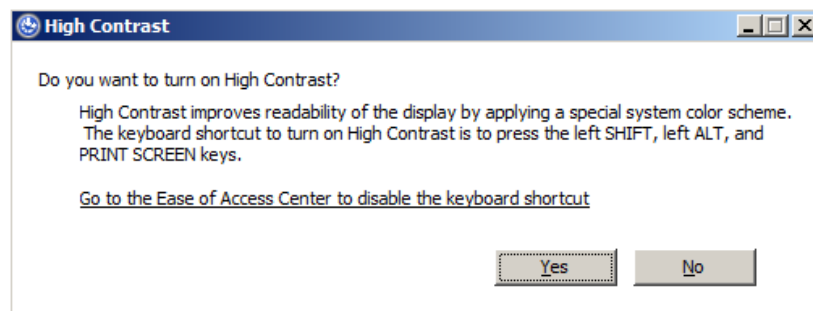 High Contrast
Do you want to turn on High Contrast?
High Contrast improves readability of the display by applying a special system color scheme.
The keyboard shortcut to turn on High Contrast is to press the left SHIFT, left ALT, and
PRINT SCREEN keys.
Go to the Ease of Access Center to disable the keyboard shortcut
Yes No